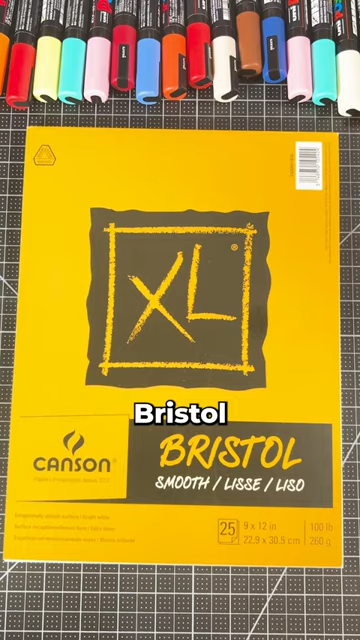 XL®
Bristol
CANSON®
BRISTOL
SMOOTH / LISSE / LISO
25
9 x 12 in
100 lb
22.9 x 30.5 cm
260 g